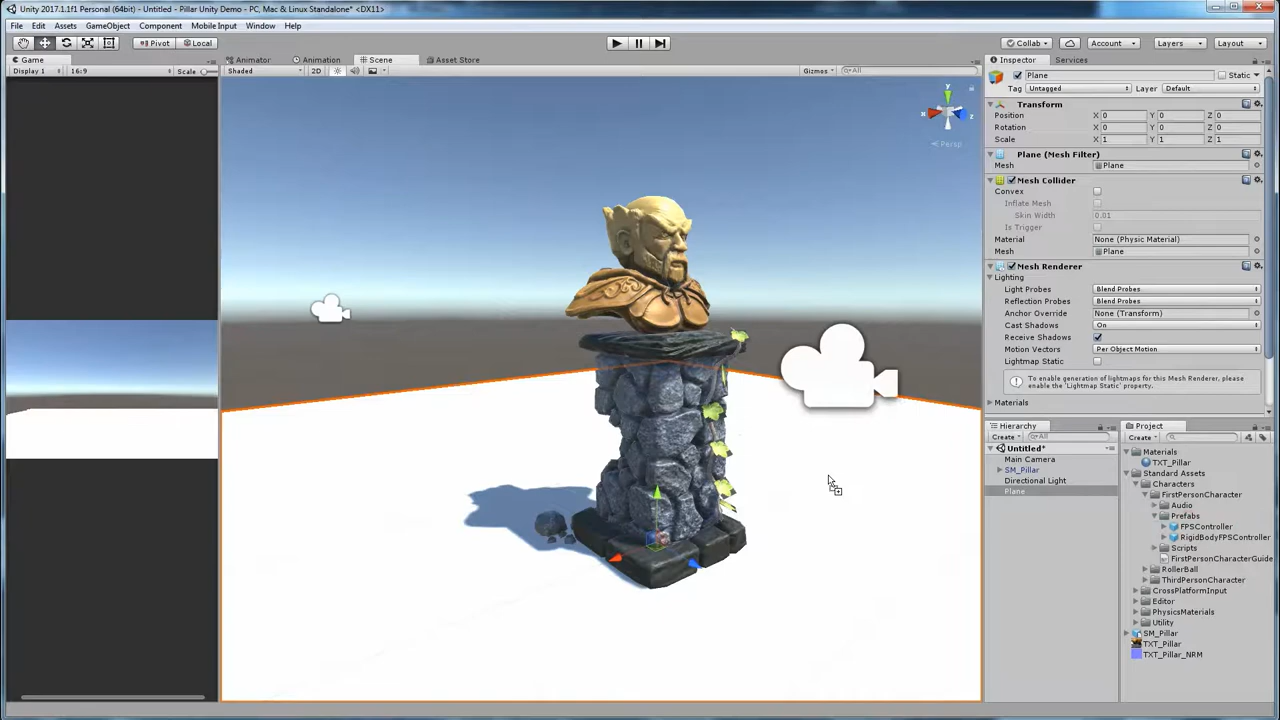 Unity 2017.1.1f1 Personal (64bit) - Untitled - Pillar Unity Demo - PC, Mac & Linux Standalone* <DX11>
File Edit Assets GameObject Component Mobile Input Window Help
Pivot Local Collab Account Layers Layout
Game Animator Animation Scene Asset Store Inspector Services
Display 1 16:9 Scale Shaded 2D Gizmos All
Plane Static
Tag Untagged Layer Default
Transform
Position X 0 Y 0 Z 0
Rotation X 0 Y 0 Z 0
Scale X 1 Y 1 Z 1
y
x z
Persp
Plane (Mesh Filter)
Mesh Plane
Mesh Collider
Convex
Inflate Mesh
Skin Width 0.01
Is Trigger
Material None (Physic Material)
Mesh Plane
Mesh Renderer
Lighting
Light Probes Blend Probes
Reflection Probes Blend Probes
Anchor Override None (Transform)
Cast Shadows On
Receive Shadows
Motion Vectors Per Object Motion
Lightmap Static
To enable generation of lightmaps for this Mesh Renderer, please
enable the 'Lightmap Static' property.
Materials
Hierarchy
Create All
Untitled*
Main Camera
SM_Pillar
Directional Light
Plane
Project
Create
Materials
TXT_Pillar
Standard Assets
Characters
FirstPersonCharacter
Audio
Prefabs
FPSController
RigidBodyFPSController
Scripts
FirstPersonCharacterGuide
RollerBall
ThirdPersonCharacter
CrossPlatformInput
Editor
PhysicsMaterials
Utility
SM_Pillar
TXT_Pillar
TXT_Pillar_NRM